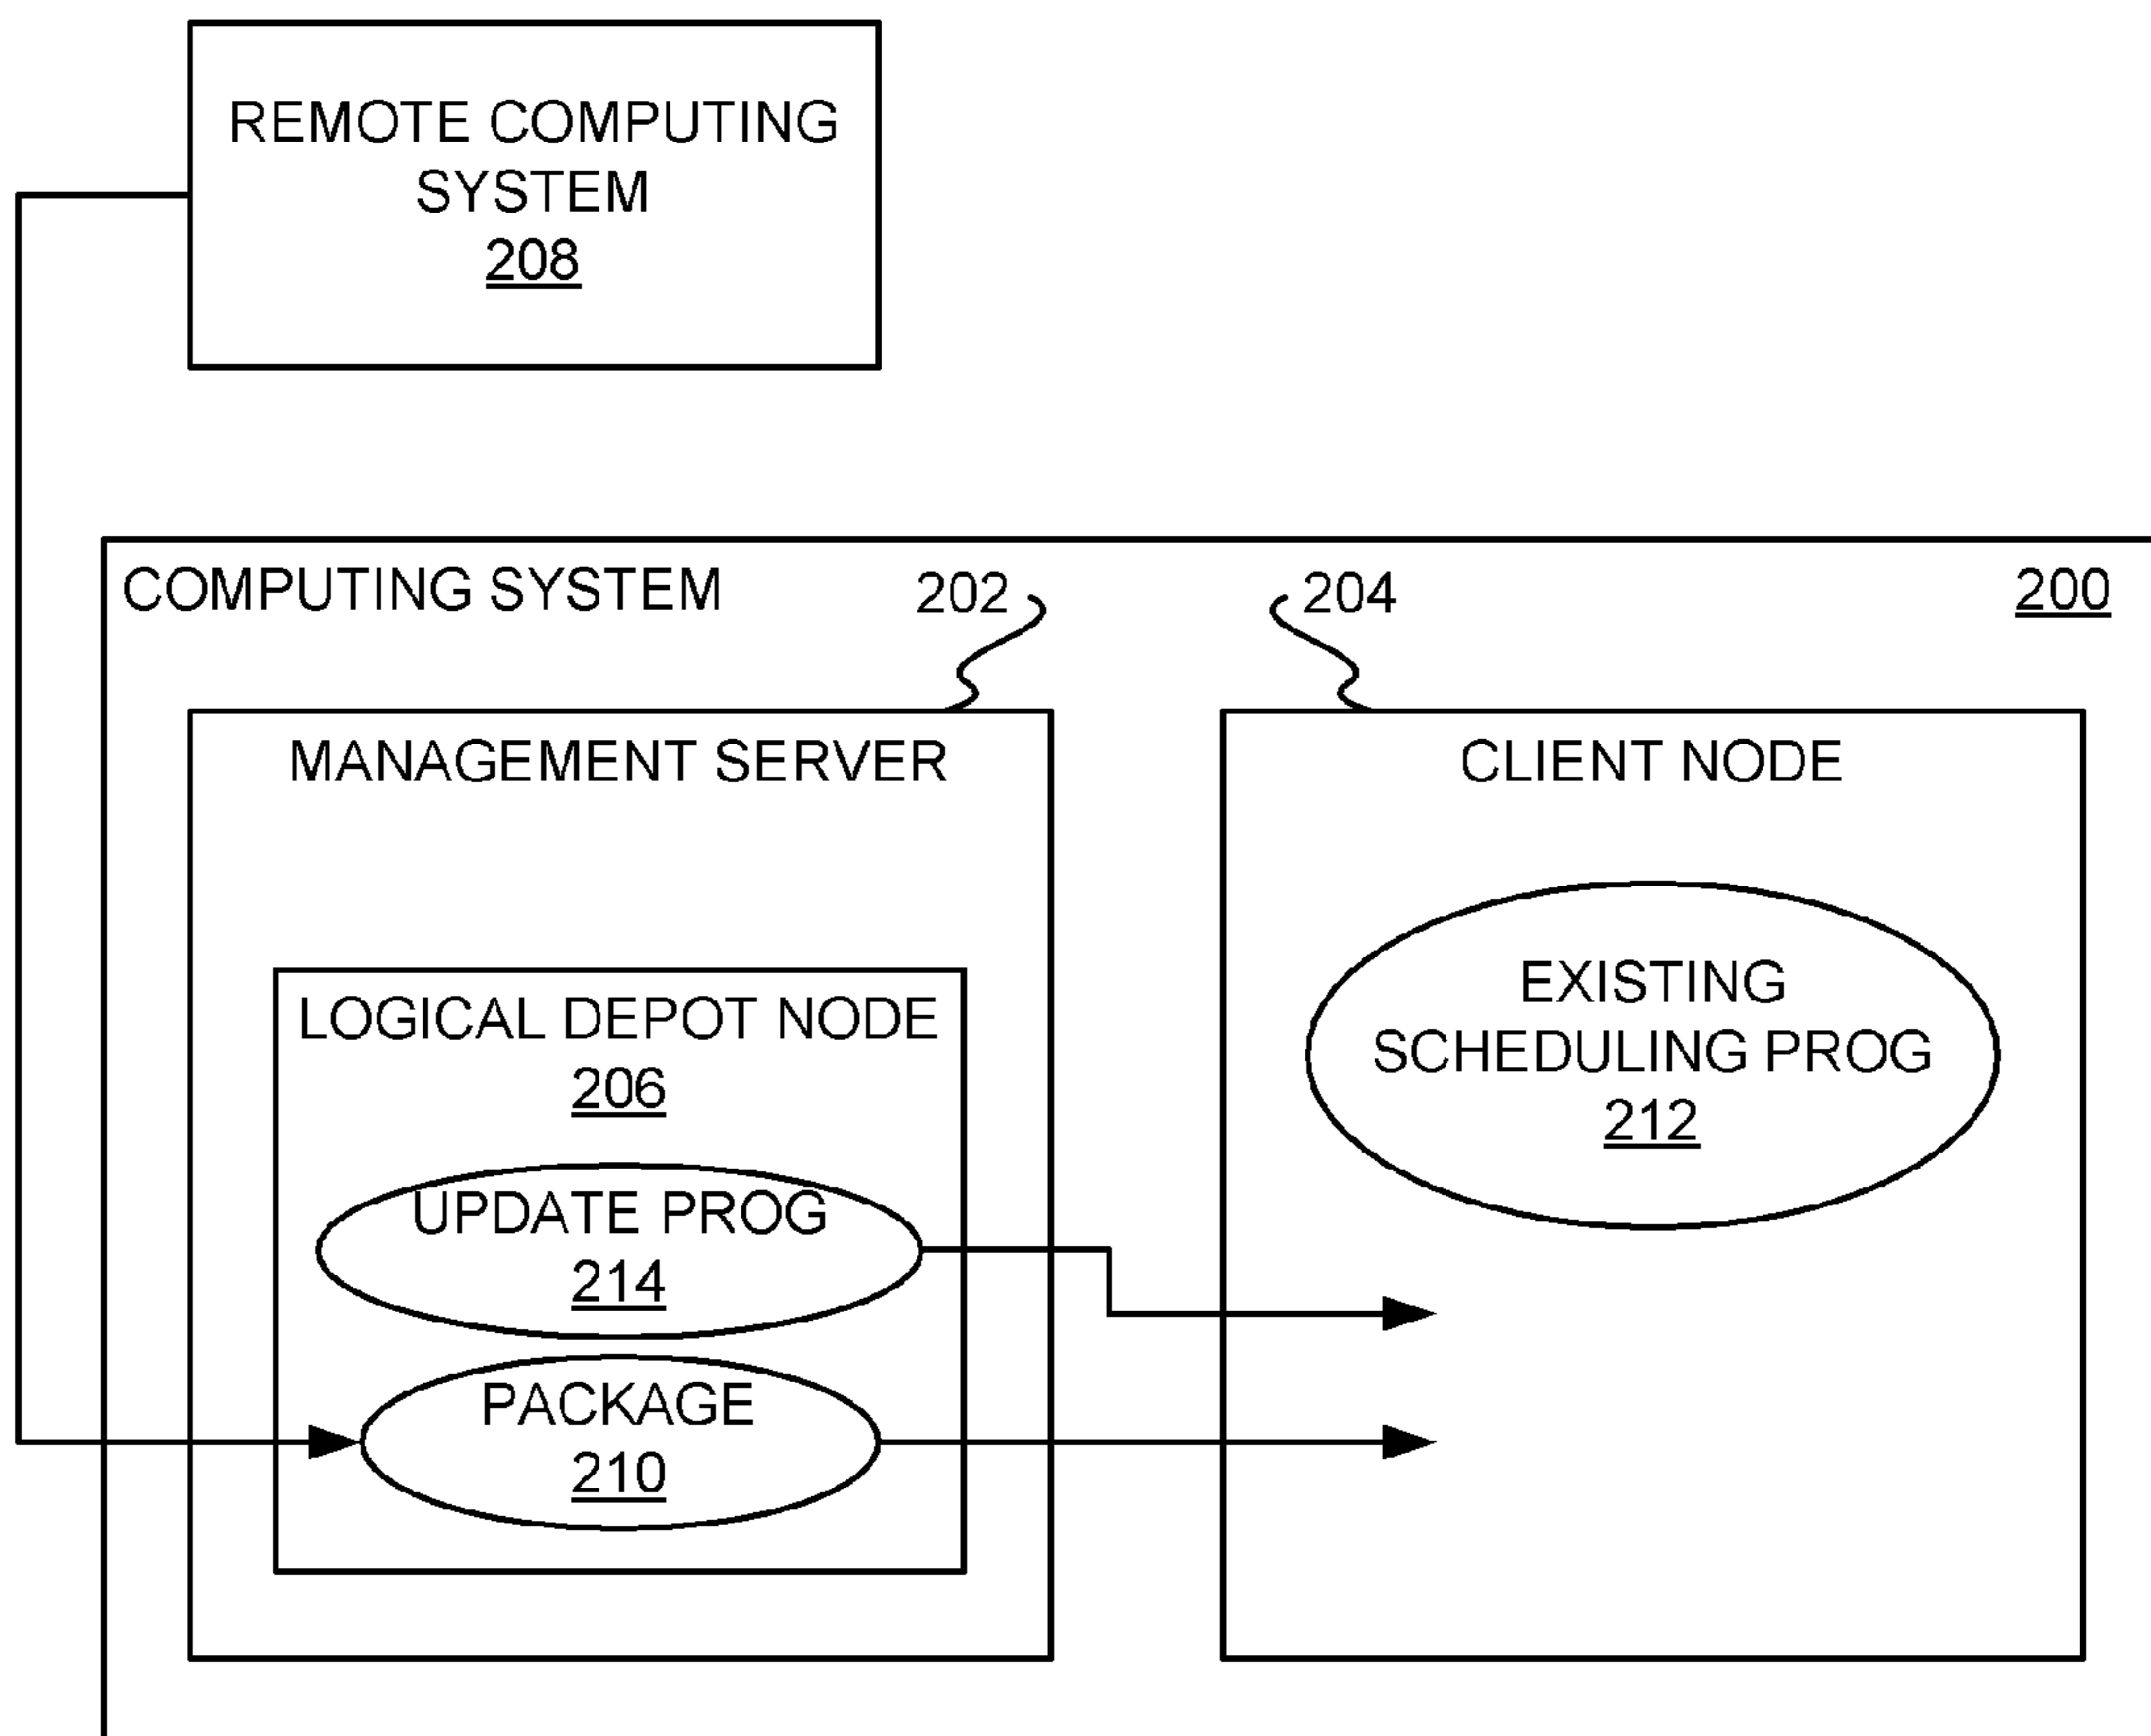 REMOTE COMPUTING
SYSTEM
208
COMPUTING SYSTEM
202
204
200
MANAGEMENT SERVER
LOGICAL DEPOT NODE
206
UPDATE PROG
214
PACKAGE
210
CLIENT NODE
EXISTING
SCHEDULING PROG
212